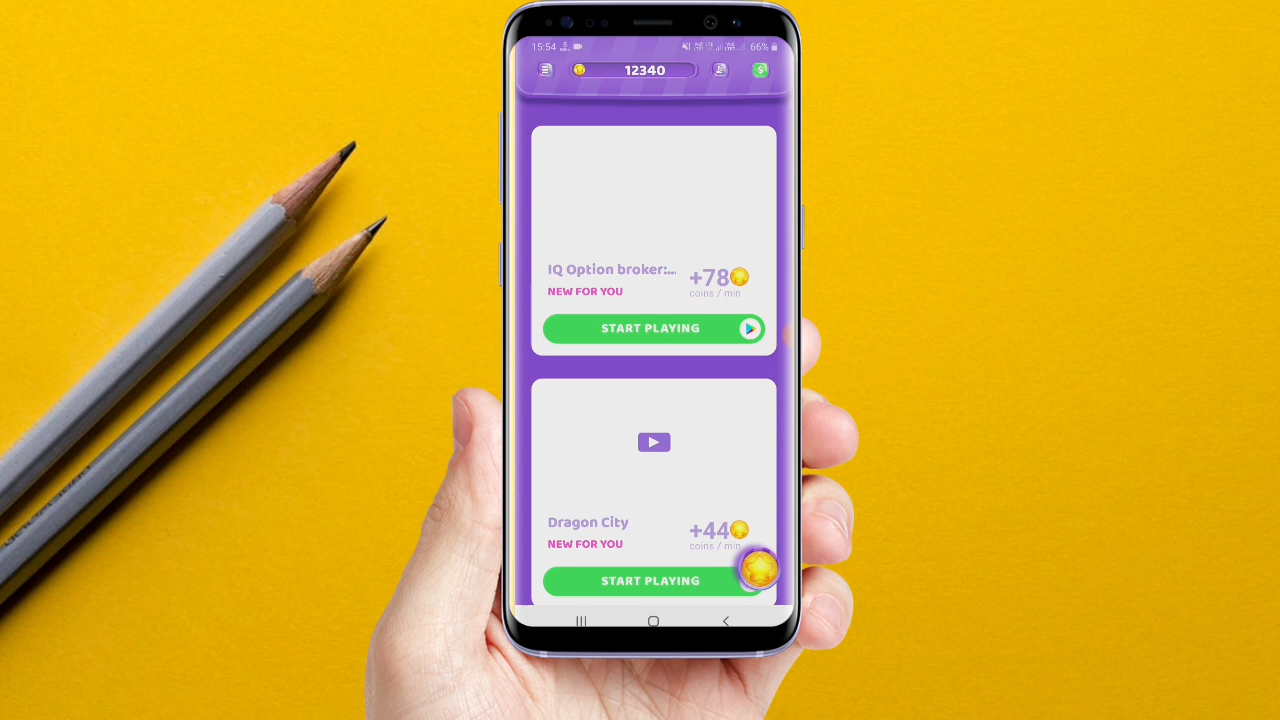 15:54
66%
12340
IQ Option broker:...
+78
NEW FOR YOU
coins / min
START PLAYING
Dragon City
+44
NEW FOR YOU
coins / min
START PLAYING